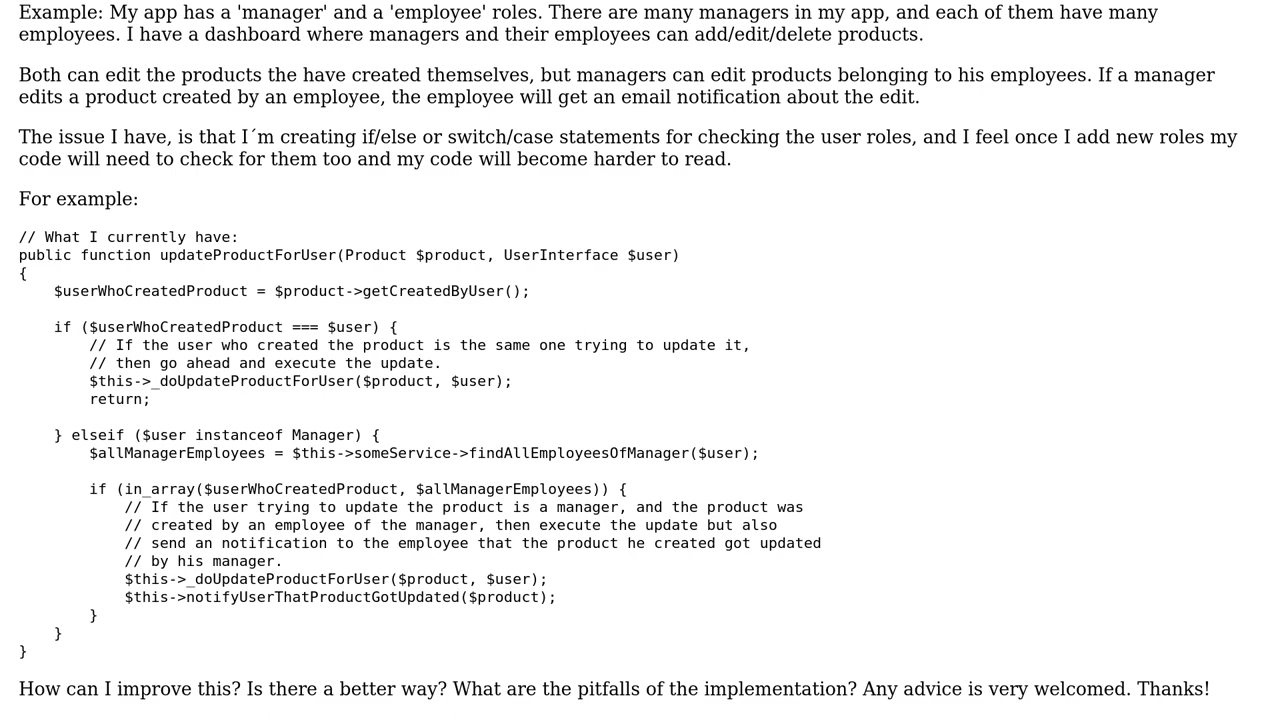 Example: My app has a 'manager' and a 'employee' roles. There are many managers in my app, and each of them have many
employees. I have a dashboard where managers and their employees can add/edit/delete products.
Both can edit the products the have created themselves, but managers can edit products belonging to his employees. If a manager
edits a product created by an employee, the employee will get an email notification about the edit.
The issue I have, is that I´m creating if/else or switch/case statements for checking the user roles, and I feel once I add new roles my
code will need to check for them too and my code will become harder to read.
For example:
// What I currently have:
public function updateProductForUser(Product $product, UserInterface $user)
{
    $userWhoCreatedProduct = $product->getCreatedByUser();

    if ($userWhoCreatedProduct === $user) {
        // If the user who created the product is the same one trying to update it,
        // then go ahead and execute the update.
        $this->_doUpdateProductForUser($product, $user);
        return;

    } elseif ($user instanceof Manager) {
        $allManagerEmployees = $this->someService->findAllEmployeesOfManager($user);

        if (in_array($userWhoCreatedProduct, $allManagerEmployees)) {
            // If the user trying to update the product is a manager, and the product was
            // created by an employee of the manager, then execute the update but also
            // send an notification to the employee that the product he created got updated
            // by his manager.
            $this->_doUpdateProductForUser($product, $user);
            $this->notifyUserThatProductGotUpdated($product);
        }
    }
}
How can I improve this? Is there a better way? What are the pitfalls of the implementation? Any advice is very welcomed. Thanks!